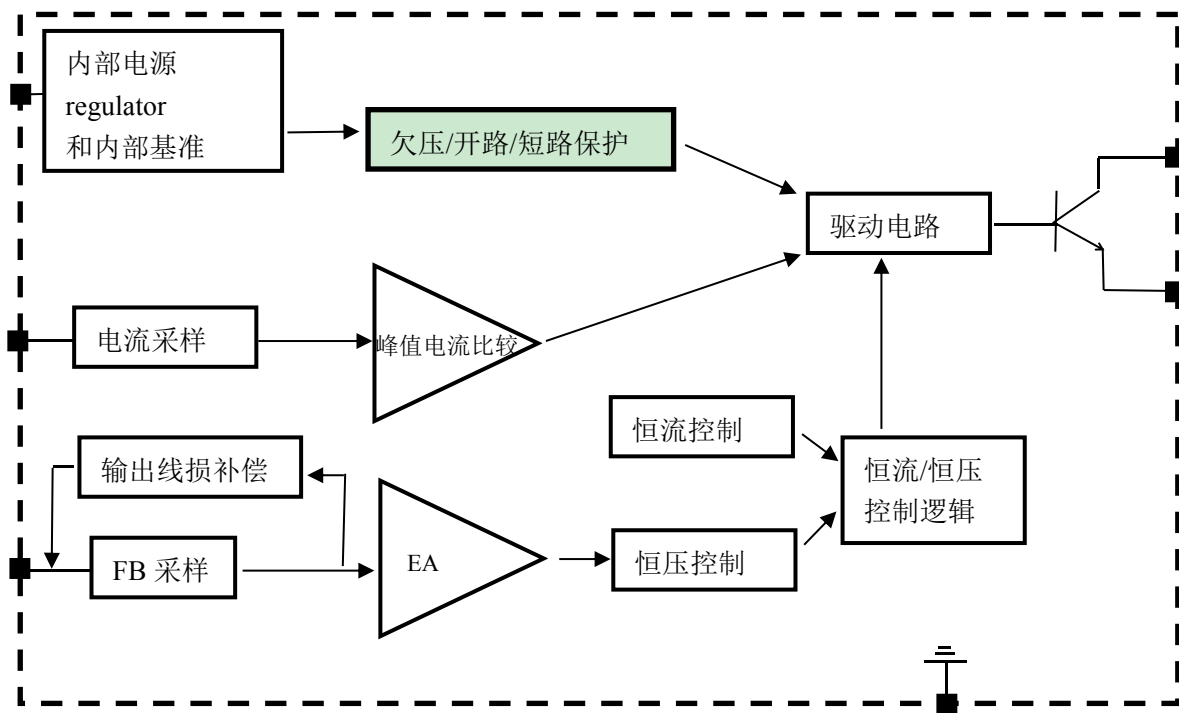 内部电源
regulator
和内部基准
欠压/开路/短路保护
驱动电路
电流采样
峰值电流比较
恒流控制
输出线损补偿
恒流/恒压
控制逻辑
FB 采样
EA
恒压控制